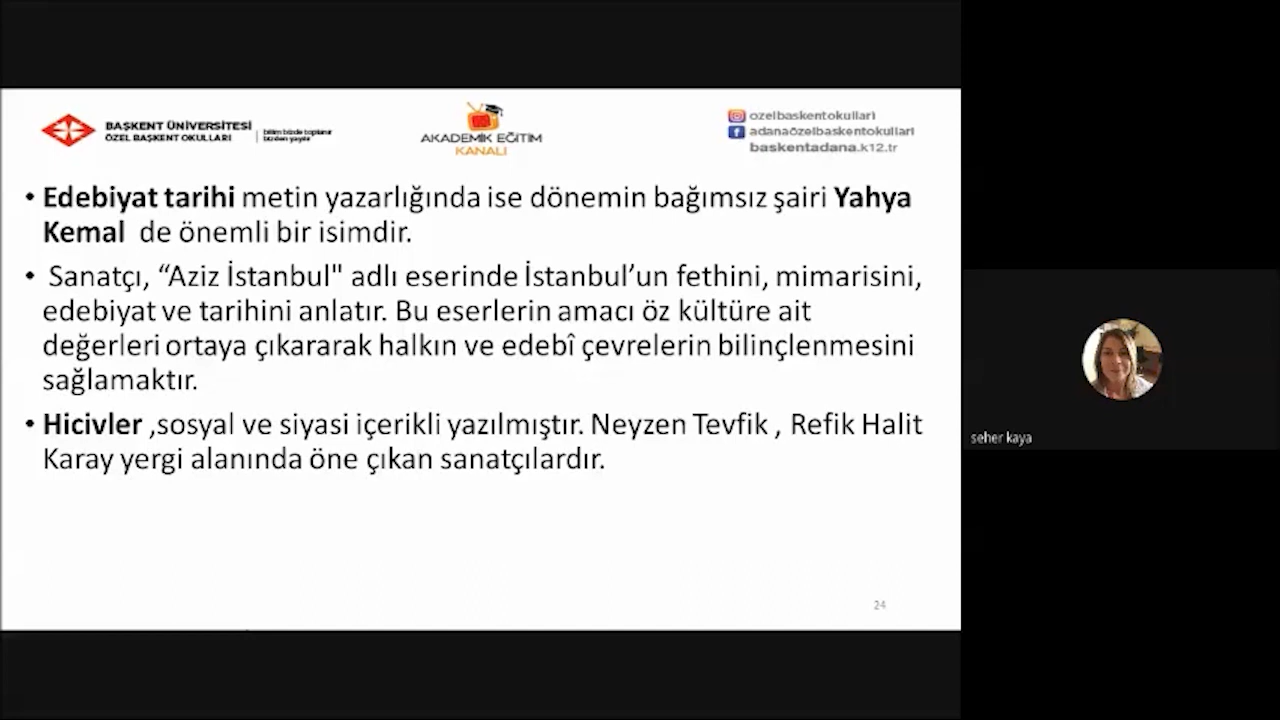 BAŞKENT ÜNİVERSİTESİ
ÖZEL BAŞKENT OKULLARI
bilim bizde toplanır
bizden yayılır
AKADEMİK EĞİTİM
KANALI
ozelbaskentokullari
adanaözelbaskentokullari
baskentadana.k12.tr
• Edebiyat tarihi metin yazarlığında ise dönemin bağımsız şairi Yahya
Kemal de önemli bir isimdir.
• Sanatçı, “Aziz İstanbul" adlı eserinde İstanbul’un fethini, mimarisini,
edebiyat ve tarihini anlatır. Bu eserlerin amacı öz kültüre ait
değerleri ortaya çıkararak halkın ve edebî çevrelerin bilinçlenmesini
sağlamaktır.
• Hicivler ,sosyal ve siyasi içerikli yazılmıştır. Neyzen Tevfik , Refik Halit
Karay yergi alanında öne çıkan sanatçılardır.
24
seher kaya